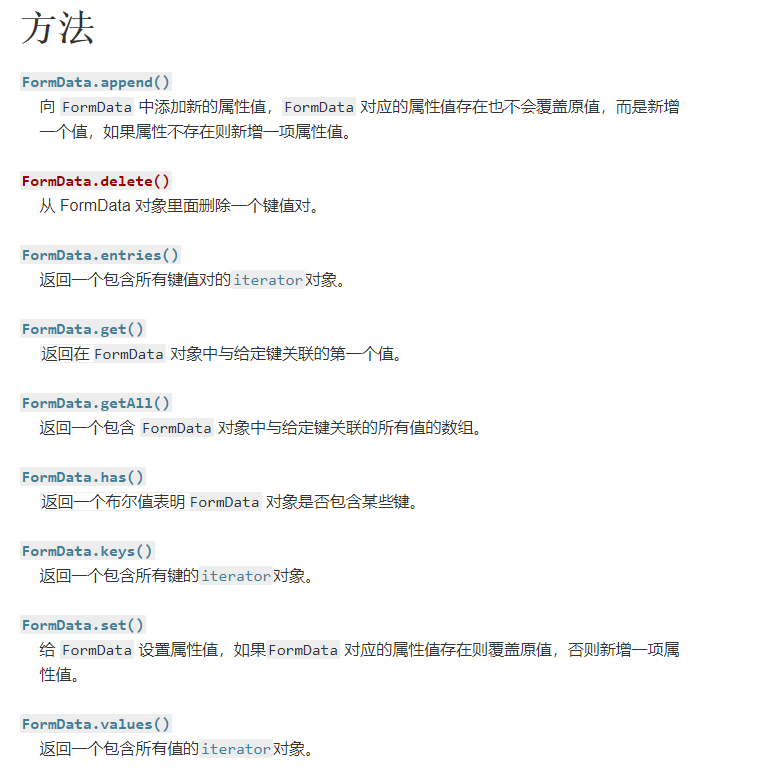 方法
FormData.append()
向 FormData 中添加新的属性值，FormData 对应的属性值存在也不会覆盖原值，而是新增
一个值，如果属性不存在则新增一项属性值。
FormData.delete()
从 FormData 对象里面删除一个键值对。
FormData.entries()
返回一个包含所有键值对的iterator对象。
FormData.get()
返回在 FormData 对象中与给定键关联的第一个值。
FormData.getAll()
返回一个包含 FormData 对象中与给定键关联的所有值的数组。
FormData.has()
返回一个布尔值表明 FormData 对象是否包含某些键。
FormData.keys()
返回一个包含所有键的iterator对象。
FormData.set()
给 FormData 设置属性值，如果FormData 对应的属性值存在则覆盖原值，否则新增一项属
性值。
FormData.values()
返回一个包含所有值的iterator对象。